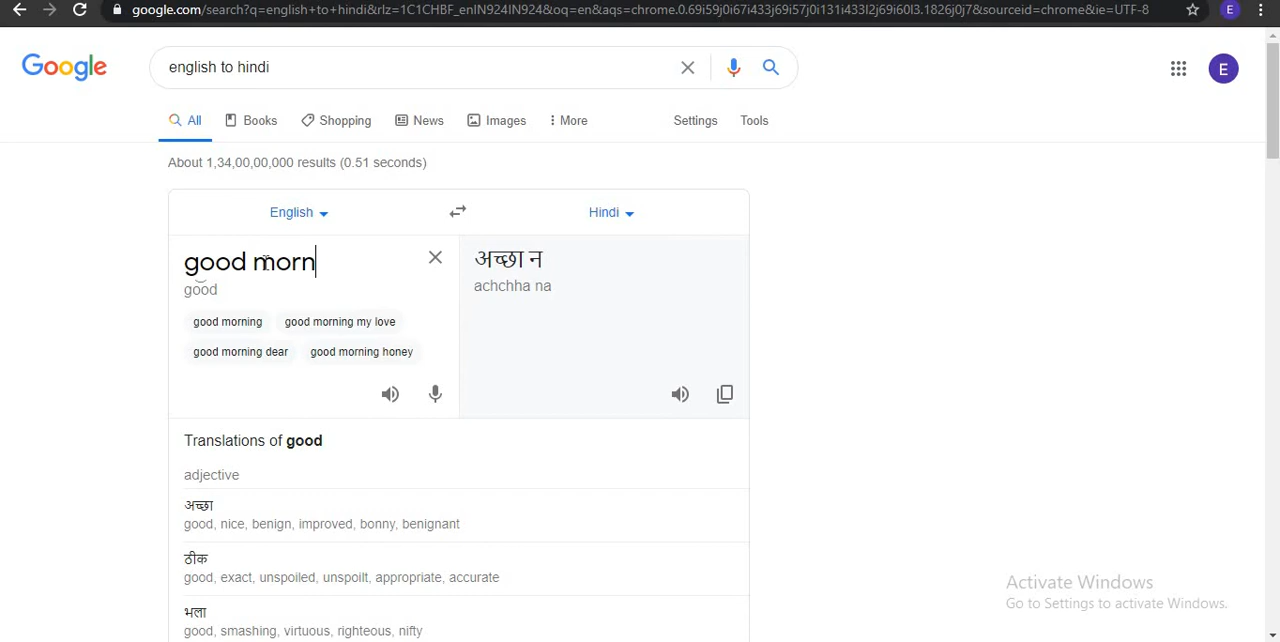 google.com/search?q=english+to+hindi&rlz=1C1CHBF_enIN924IN924&oq=en&aqs=chrome.0.69i59j0i67i433j69i57j0i131i433l2j69i60l3.1826j0j7&sourceid=chrome&ie=UTF-8 E
Google english to hindi E
All Books Shopping News Images More Settings Tools
About 1,34,00,00,000 results (0.51 seconds)
English Hindi
good morn अच्छा न
good achchha na
good morning good morning my love
good morning dear good morning honey
Translations of good
adjective
अच्छा
good, nice, benign, improved, bonny, benignant
ठीक
good, exact, unspoiled, unspoilt, appropriate, accurate
भला
good, smashing, virtuous, righteous, nifty
Activate Windows
Go to Settings to activate Windows.